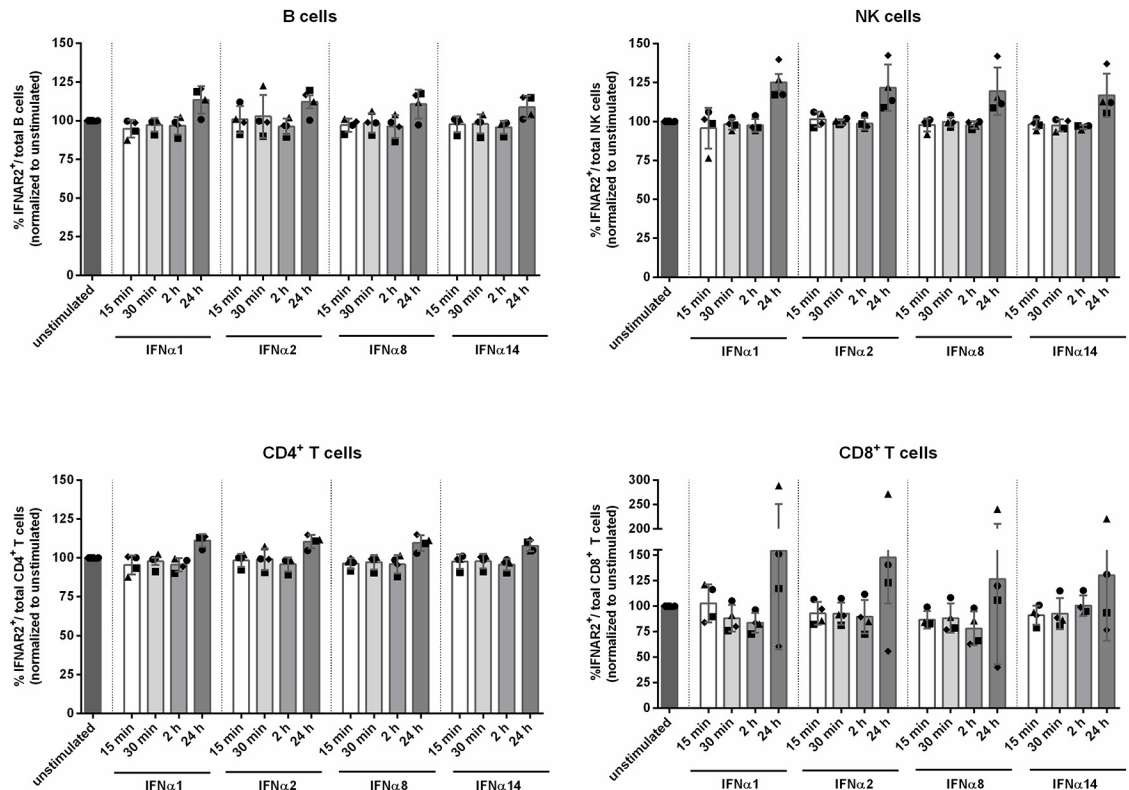 B cells
% IFNAR2⁺/ total B cells
(normalized to unstimulated)
150
125
100
75
50
25
0
unstimulated
15 min
30 min
2 h
24 h
15 min
30 min
2 h
24 h
15 min
30 min
2 h
24 h
15 min
30 min
2 h
24 h
IFNα1
IFNα2
IFNα8
IFNα14
NK cells
% IFNAR2⁺/ total NK cells
(normalized to unstimulated)
150
125
100
75
50
25
0
unstimulated
15 min
30 min
2 h
24 h
15 min
30 min
2 h
24 h
15 min
30 min
2 h
24 h
15 min
30 min
2 h
24 h
IFNα1
IFNα2
IFNα8
IFNα14
CD4⁺ T cells
% IFNAR2⁺/ total CD4⁺ T cells
(normalized to unstimulated)
150
125
100
75
50
25
0
unstimulated
15 min
30 min
2 h
24 h
15 min
30 min
2 h
24 h
15 min
30 min
2 h
24 h
15 min
30 min
2 h
24 h
IFNα1
IFNα2
IFNα8
IFNα14
CD8⁺ T cells
%IFNAR2⁺/ toal CD8⁺ T cells
(normalized to unstimulated)
300
250
200
150
125
100
75
50
25
0
unstimulated
15 min
30 min
2 h
24 h
15 min
30 min
2 h
24 h
15 min
30 min
2 h
24 h
15 min
30 min
2 h
24 h
IFNα1
IFNα2
IFNα8
IFNα14